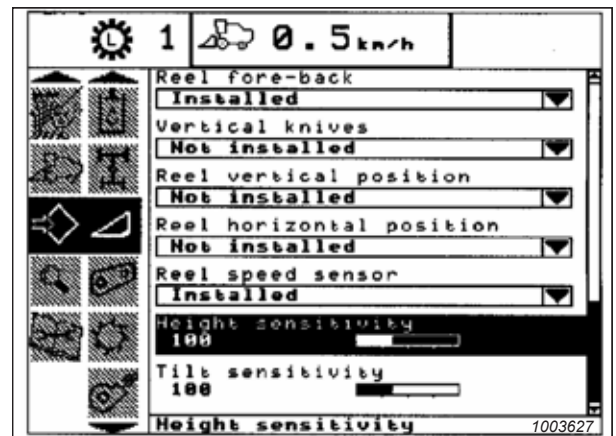 L 1 0.5km/h
Reel fore-back
Installed
Vertical knives
Not installed
Reel vertical position
Not installed
Reel horizontal position
Not installed
Reel speed sensor
Installed
Height sensitivity
100
Tilt sensitivity
100
Height sensitivity
1003627